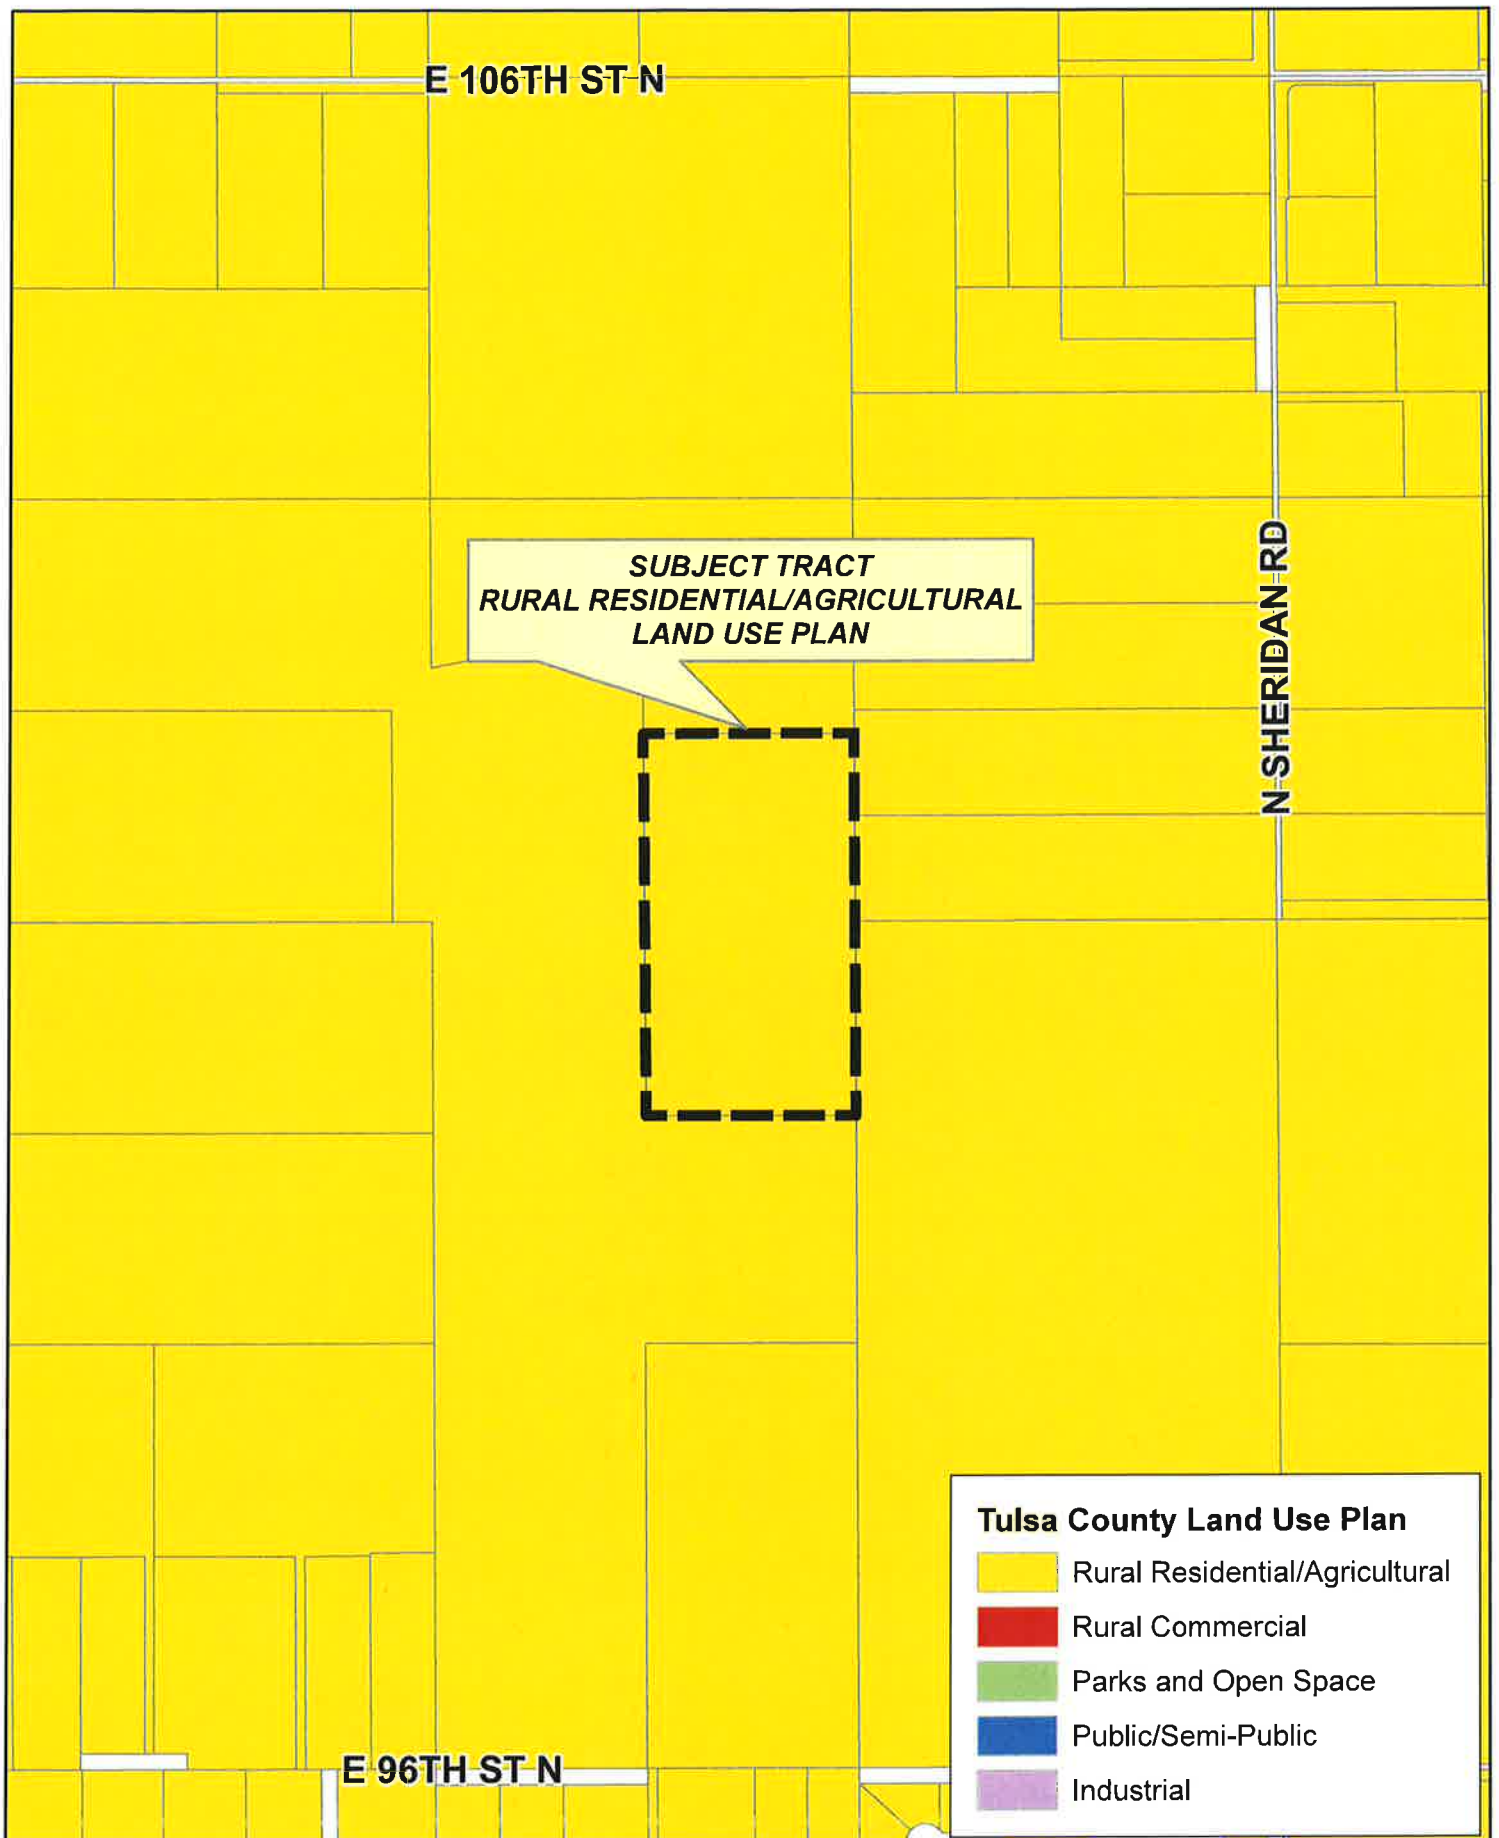 E 106TH ST N
SUBJECT TRACT
RURAL RESIDENTIAL/AGRICULTURAL
LAND USE PLAN
N SHERIDAN RD
Tulsa County Land Use Plan
Rural Residential/Agricultural
Rural Commercial
Parks and Open Space
Public/Semi-Public
Industrial
E 96TH ST N